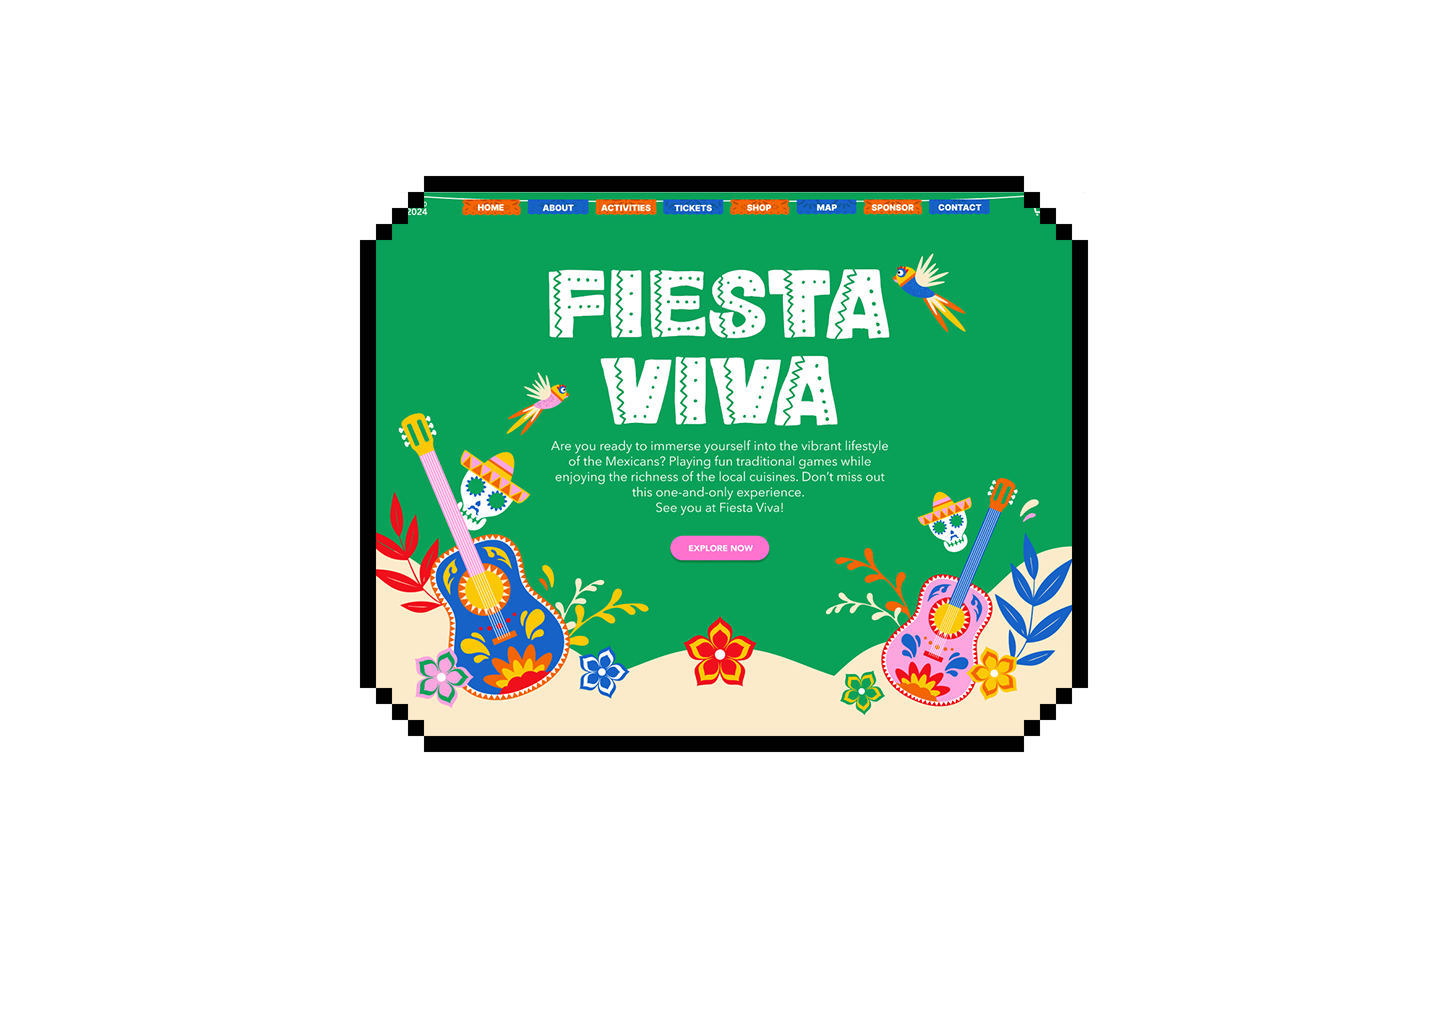 2024
HOME ABOUT ACTIVITIES TICKETS SHOP MAP SPONSOR CONTACT
FIESTA
VIVA
Are you ready to immerse yourself into the vibrant lifestyle
of the Mexicans? Playing fun traditional games while
enjoying the richness of the local cuisines. Don't miss out
this one-and-only experience.
See you at Fiesta Viva!
EXPLORE NOW